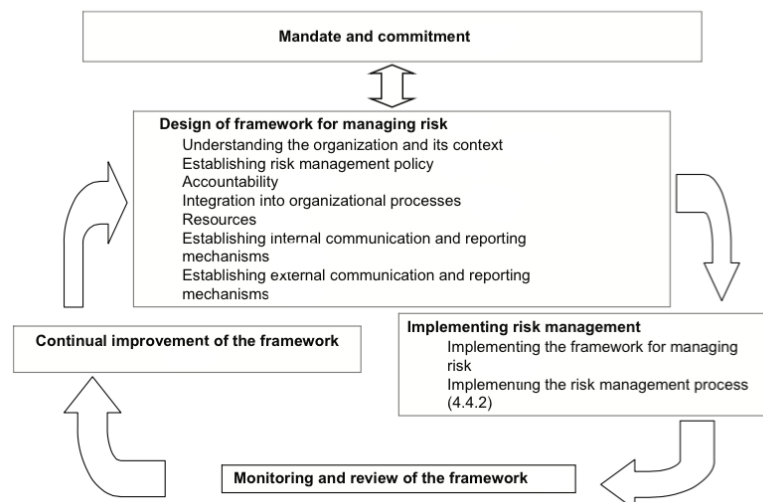 Mandate and commitment
Design of framework for managing risk
Understanding the organization and its context
Establishing risk management policy
Accountability
Integration into organizational processes
Resources
Establishing internal communication and reporting
mechanisms
Establishing external communication and reporting
mechanisms
Implementing risk management
Implementing the framework for managing
risk
Implementing the risk management process
(4.4.2)
Continual improvement of the framework
Monitoring and review of the framework